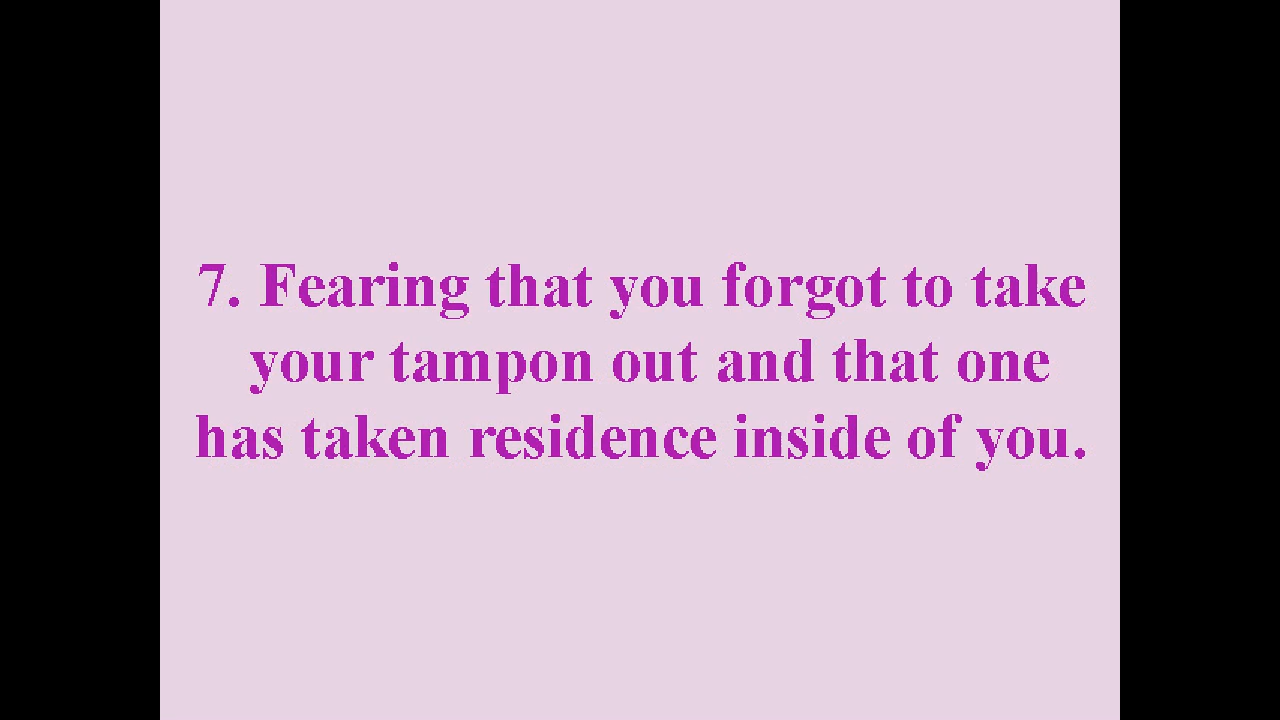 7. Fearing that you forgot to take
your tampon out and that one
has taken residence inside of you.